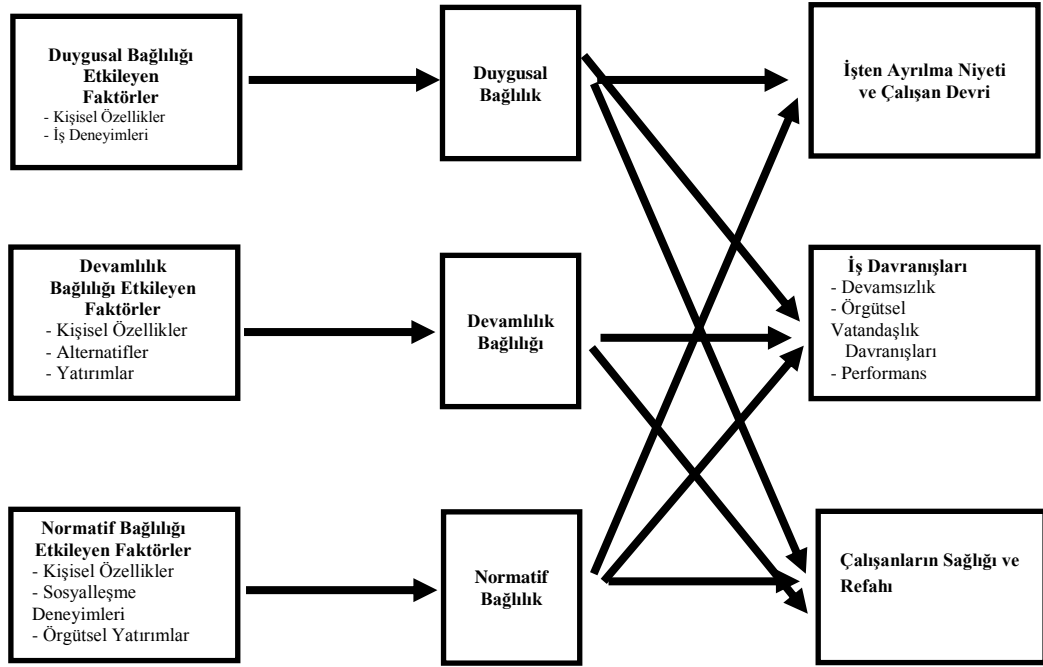 Duygusal Bağlılığı
Etkileyen
Faktörler
- Kişisel Özellikler
- İş Deneyimleri
Duygusal
Bağlılık
İşten Ayrılma Niyeti
ve Çalışan Devri
Devamlılık
Bağlılığı Etkileyen
Faktörler
- Kişisel Özellikler
- Alternatifler
- Yatırımlar
Devamlılık
Bağlılığı
İş Davranışları
- Devamsızlık
- Örgütsel
Vatandaşlık
Davranışları
- Performans
Normatif Bağlılığı
Etkileyen Faktörler
- Kişisel Özellikler
- Sosyalleşme
Deneyimleri
- Örgütsel Yatırımlar
Normatif
Bağlılık
Çalışanların Sağlığı ve
Refahı